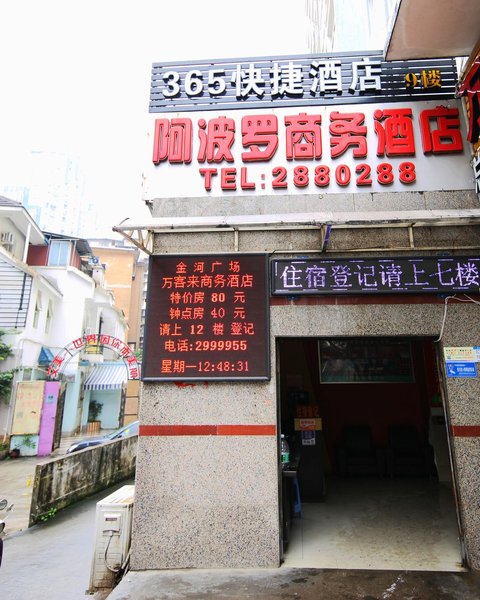 365快捷酒店 9楼
阿波罗商务酒店
TEL:2880288
金河广场
万客来商务酒店
特价房 80 元
钟点房 40 元
请上 12 楼 登记
电话:2999955
星期一-12:48:31
住宿登记请上七楼